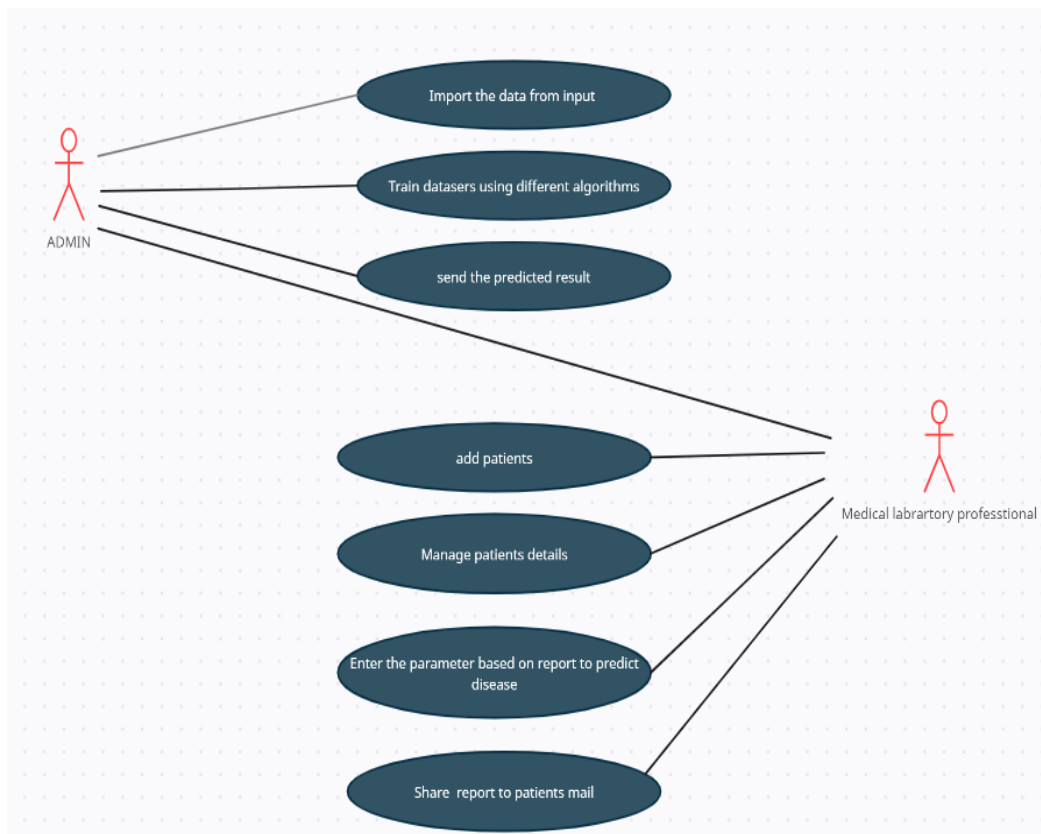 Import the data from input
Train datasers using different algorithms
ADMIN
send the predicted result
add patients
Medical labrartory professtional
Manage patients details
Enter the parameter based on report to predict
disease
Share report to patients mail